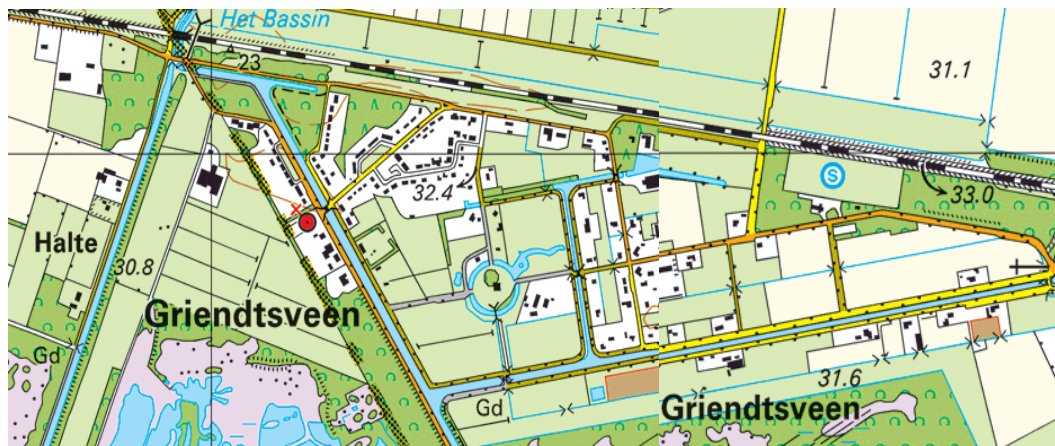 Het Bassin
23
31.1
32.4
S
33.0
Halte
30.8
Griendtsveen
Gd
31.6
Gd
Griendtsveen